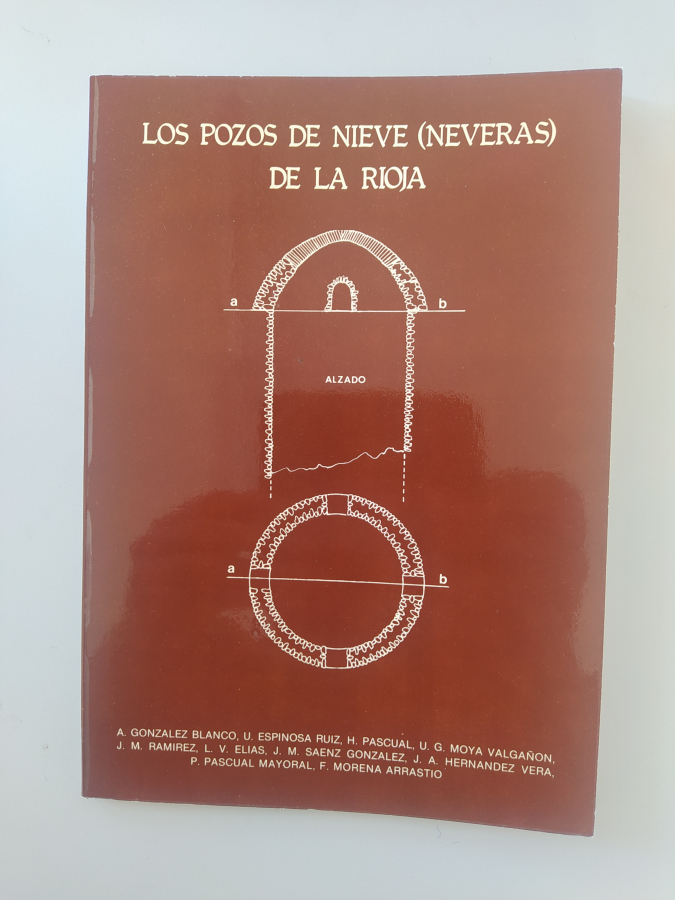 LOS POZOS DE NIEVE (NEVERAS)
DE LA RIOJA
a b
ALZADO
a b
A. GONZALEZ BLANCO, U. ESPINOSA RUIZ, H. PASCUAL, U. G. MOYA VALGAÑON,
J. M. RAMIREZ, L. V. ELIAS, J. M. SAENZ GONZALEZ, J. A. HERNANDEZ VERA,
P. PASCUAL MAYORAL, F. MORENA ARRASTIO